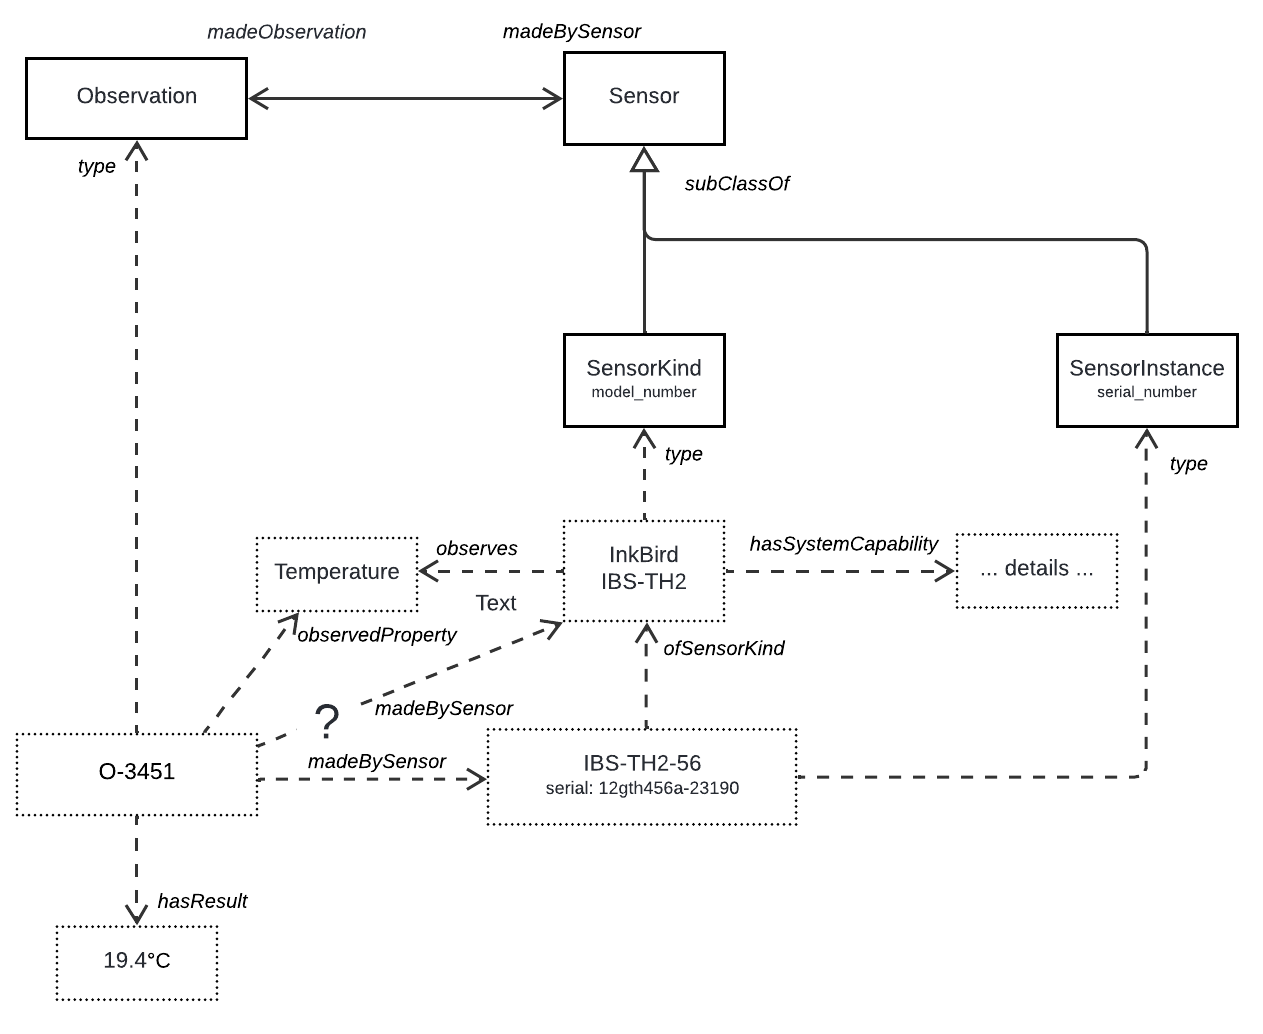 madeObservation
madeBySensor
Observation
Sensor
type
subClassOf
SensorKind
model_number
SensorInstance
serial_number
type
type
observes
InkBird
IBS-TH2
hasSystemCapability
Temperature
... details ...
Text
observedProperty
ofSensorKind
?
madeBySensor
O-3451
madeBySensor
IBS-TH2-56
serial: 12gth456a-23190
hasResult
19.4°C